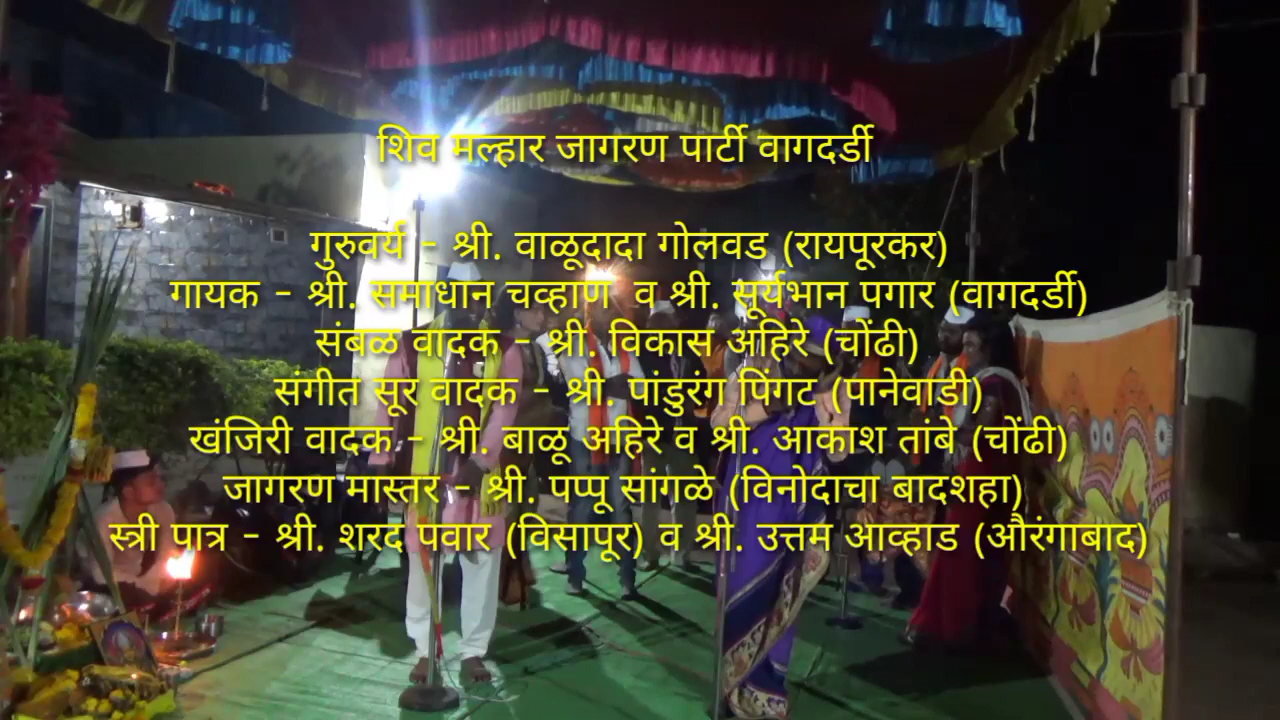 शिव मल्हार जागरण पार्टी वागदर्डी
गुरुवर्य - श्री. वाळूदादा गोलवड (रायपूरकर)
गायक - श्री. समाधान चव्हाण व श्री. सूर्यभान पगार (वागदर्डी)
संबळ वादक - श्री. विकास अहिरे (चोंढी)
संगीत सूर वादक - श्री. पांडुरंग पिंगट (पानेवाडी)
खंजिरी वादक - श्री. बाळू अहिरे व श्री. आकाश तांबे (चोंढी)
जागरण मास्तर - श्री. पप्पू सांगळे (विनोदाचा बादशहा)
स्त्री पात्र - श्री. शरद पवार (विसापूर) व श्री. उत्तम आव्हाड (औरंगाबाद)